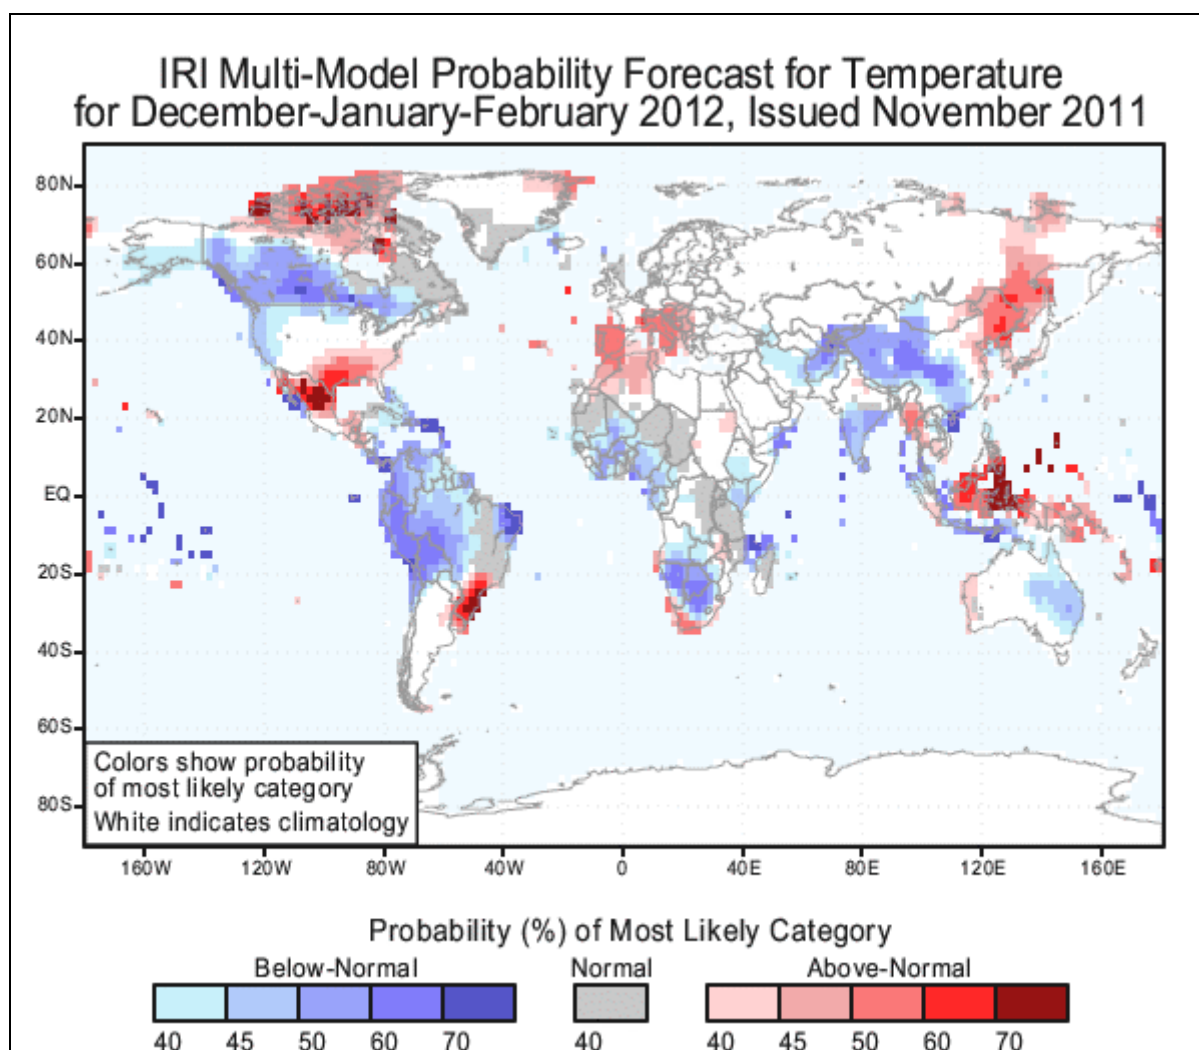 IRI Multi-Model Probability Forecast for Temperature
for December-January-February 2012, Issued November 2011
80N
60N
40N
20N
EQ
20S
40S
60S
80S
Colors show probability
of most likely category
White indicates climatology
160W 120W 80W 40W 0 40E 80E 120E 160E
Probability (%) of Most Likely Category
Below-Normal Normal Above-Normal
40 45 50 60 70 40 40 45 50 60 70